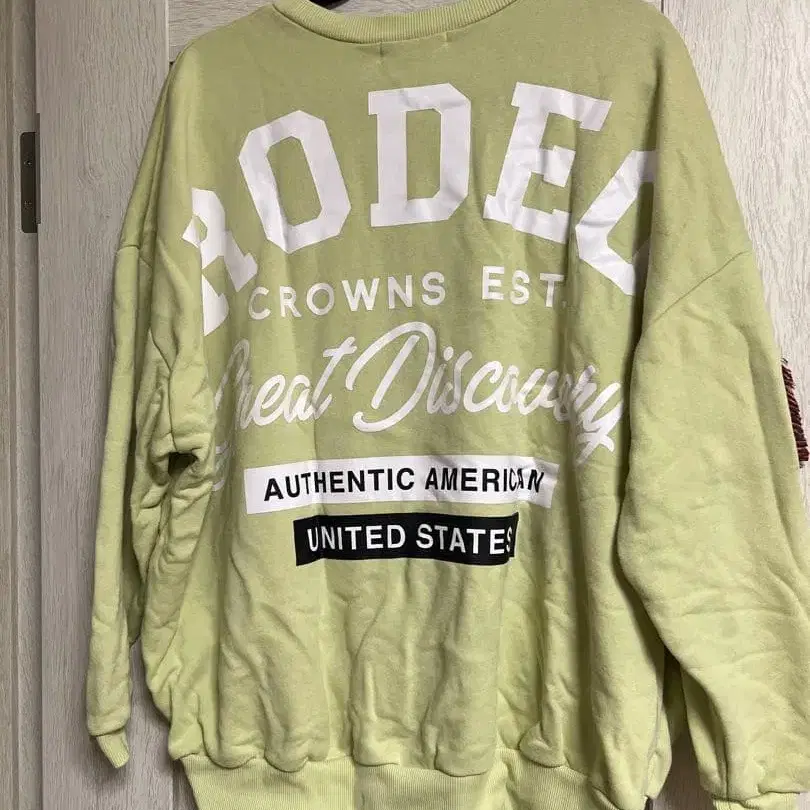 RODEO
CROWNS EST.
Great Discovery
AUTHENTIC AMERICAN
UNITED STATES